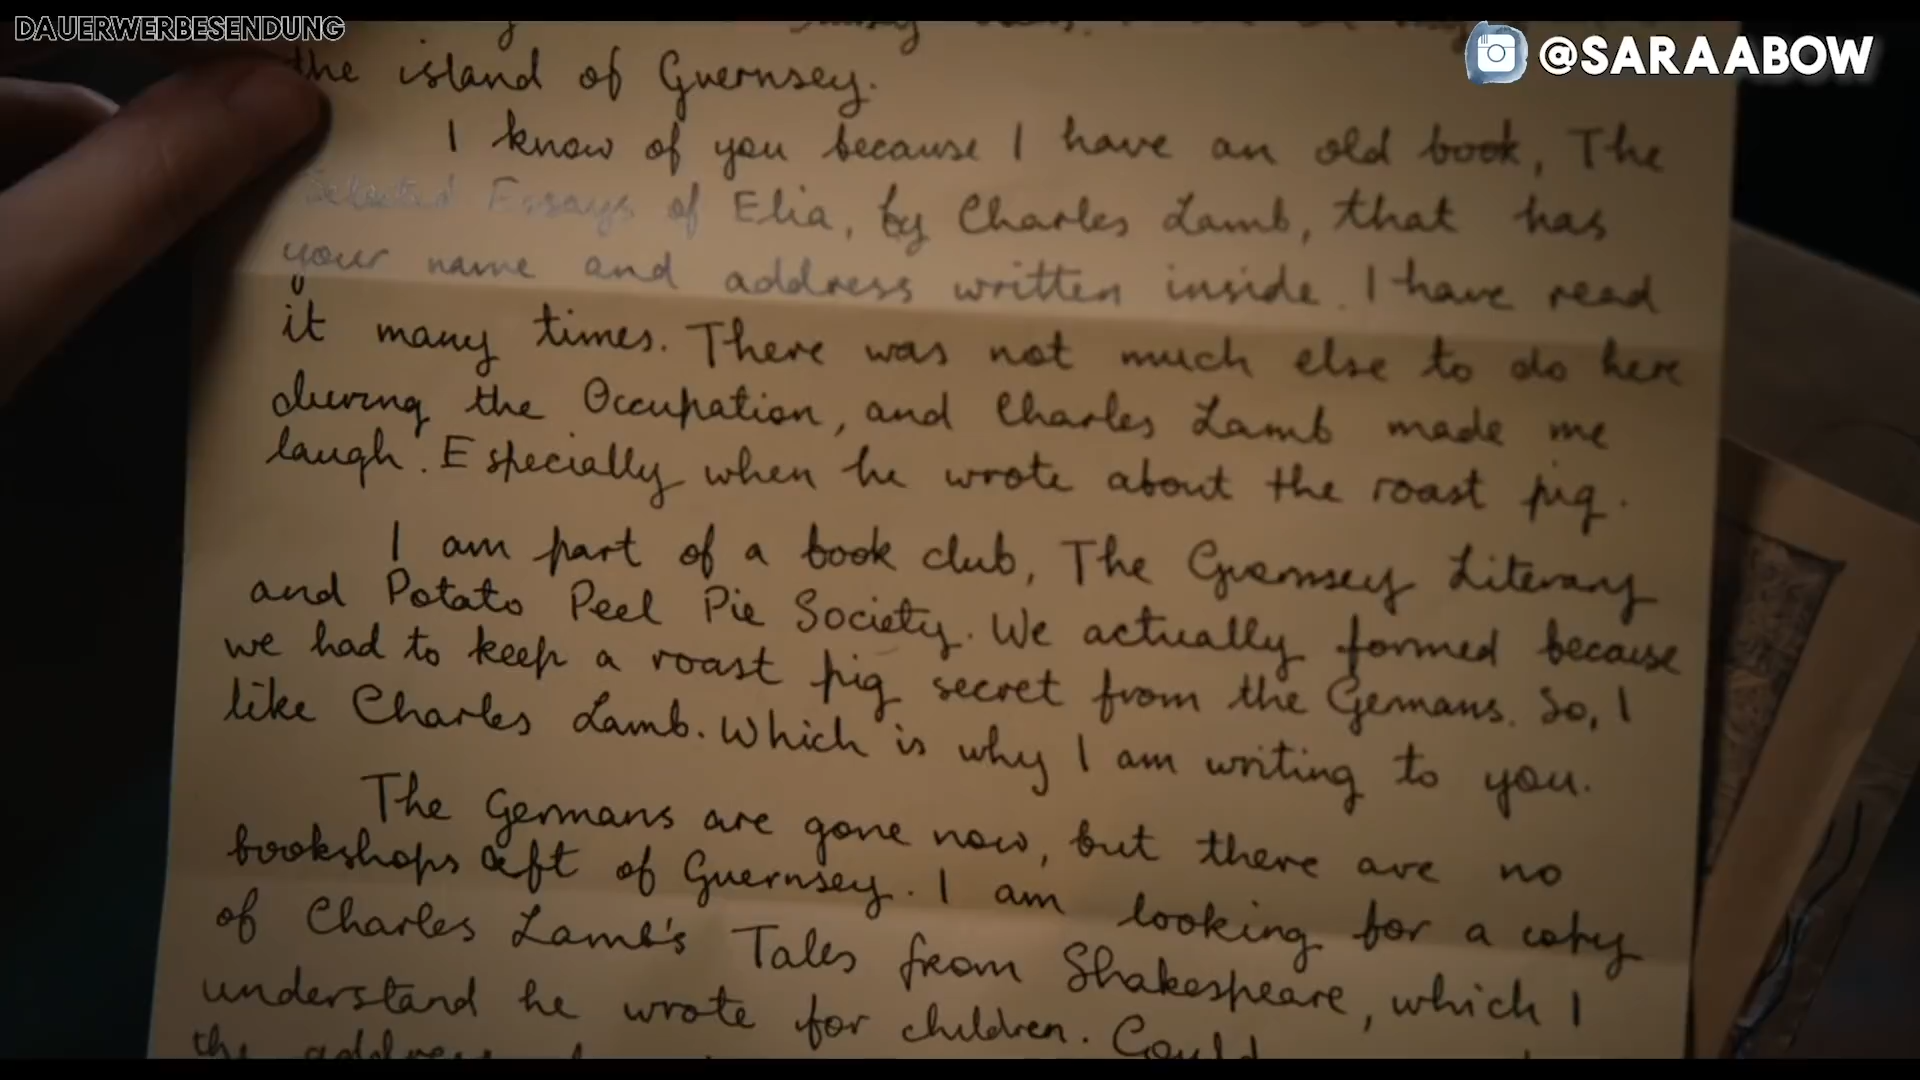 DAUERWERBESENDUNG
@SARAABOW
the island of Guernsey.
I know of you because I have an old book, The
Selected Essays of Elia, by Charles Lamb, that has
your name and address written inside. I have read
it many times. There was not much else to do here
during the Occupation, and Charles Lamb made me
laugh. Especially when he wrote about the roast pig.
I am part of a book club, The Guernsey Literary
and Potato Peel Pie Society. We actually formed because
we had to keep a roast pig secret from the Germans. So, I
like Charles Lamb. Which is why I am writing to you.
The Germans are gone now, but there are no
bookshops left of Guernsey. I am looking for a copy
of Charles Lamb's Tales from Shakespeare, which I
understand he wrote for children. Could
the address